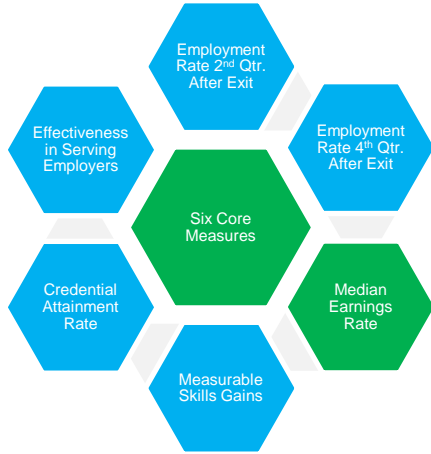 Employment
Rate 2nd Qtr.
After Exit
Employment
Rate 4th Qtr.
After Exit
Effectiveness
in Serving
Employers
Six Core
Measures
Credential
Attainment
Rate
Median
Earnings
Rate
Measurable
Skills Gains